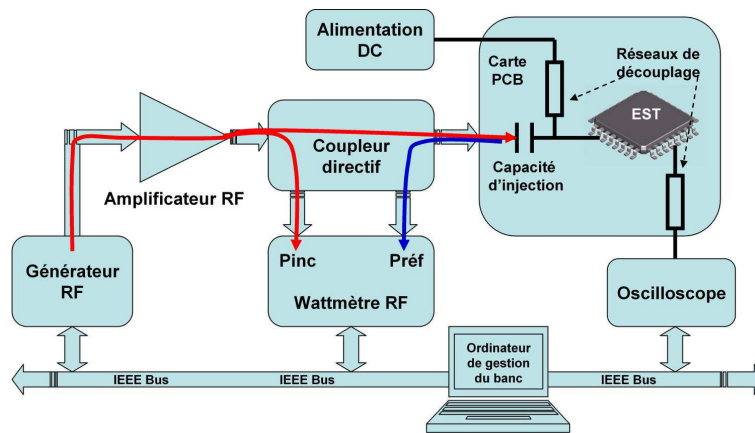 Alimentation
DC
Carte
PCB
Réseaux de
découplage
EST
Coupleur
directif
Capacité
d'injection
Amplificateur RF
Générateur
RF
Pinc
Préf
Wattmètre RF
Oscilloscope
Ordinateur
de gestion
du banc
IEEE Bus
IEEE Bus
IEEE Bus